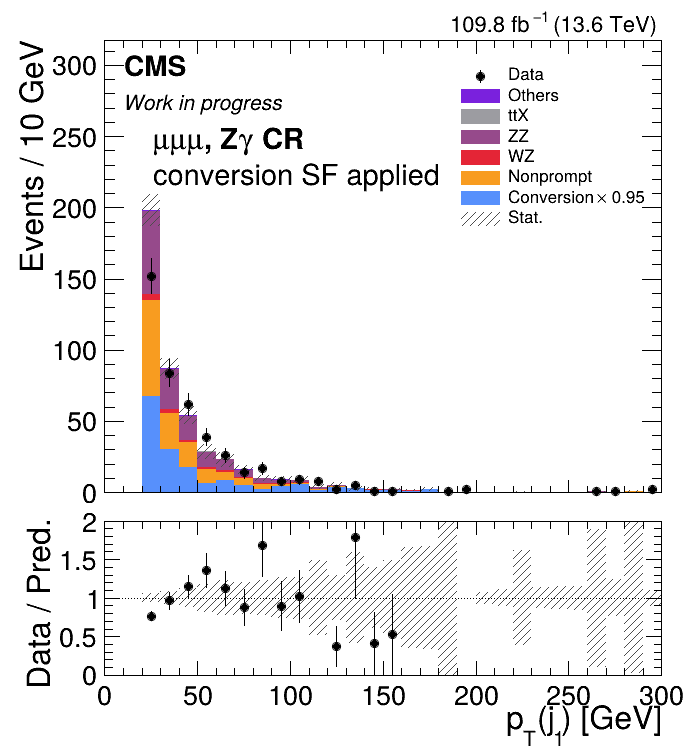 109.8 fb⁻¹ (13.6 TeV)
Events / 10 GeV
300
250
200
150
100
50
0
CMS
Work in progress
μμμ, Zγ CR
conversion SF applied
Data
Others
ttX
ZZ
WZ
Nonprompt
Conversion × 0.95
Stat.
Data / Pred.
2
1.5
1
0.5
0
0 50 100 150 200 250 300
p_T(j_1) [GeV]